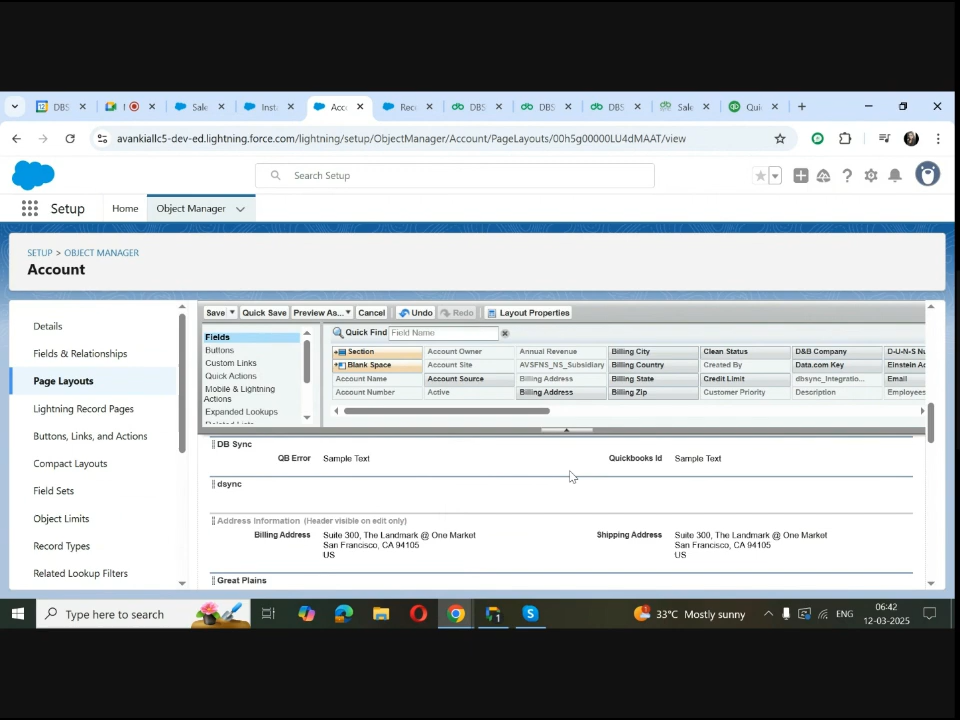 DBS
Sale
Inst
Acc
Rec
DBS
DBS
DBS
Sale
Qui
avankiallc5-dev-ed.lightning.force.com/lightning/setup/ObjectManager/Account/PageLayouts/00h5g00000LU4dMAAT/view
Search Setup
Setup Home Object Manager
SETUP > OBJECT MANAGER
Account
Details
Fields & Relationships
Page Layouts
Lightning Record Pages
Buttons, Links, and Actions
Compact Layouts
Field Sets
Object Limits
Record Types
Related Lookup Filters
Save Quick Save Preview As... Cancel Undo Redo Layout Properties
Fields
Buttons
Custom Links
Quick Actions
Mobile & Lightning
Actions
Expanded Lookups
Quick Find Field Name
Section Account Owner Annual Revenue Billing City Clean Status D&B Company D-U-N-S Nu
Blank Space Account Site AVSFNS_NS_Subsidiary Billing Country Created By Data.com Key Einstein Ac
Account Name Account Source Billing Address Billing State Credit Limit dbsync_Integratio... Email
Account Number Active Billing Address Billing Zip Customer Priority Description Employees
DB Sync
QB Error Sample Text Quickbooks Id Sample Text
dsync
Address Information (Header visible on edit only)
Billing Address Suite 300, The Landmark @ One Market Shipping Address Suite 300, The Landmark @ One Market
San Francisco, CA 94105 San Francisco, CA 94105
US US
Great Plains
Type here to search
33°C Mostly sunny
ENG
06:42
12-03-2025